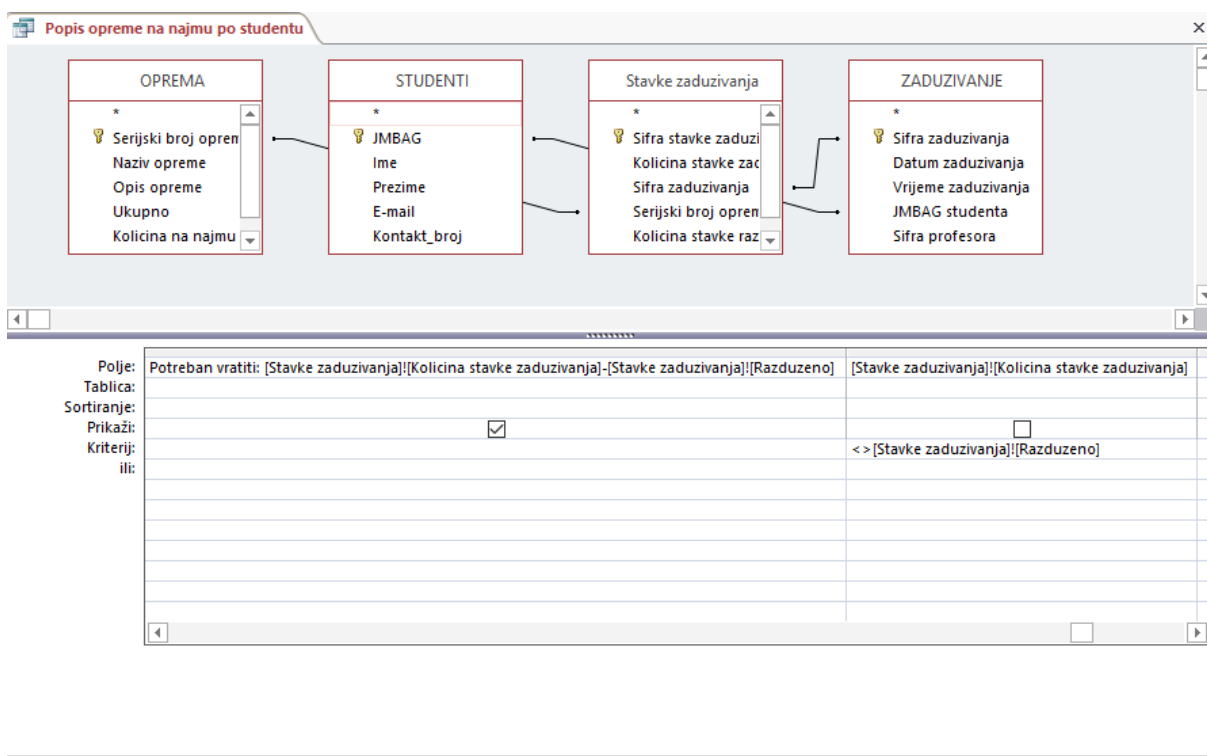 Popis opreme na najmu po studentu
OPREMA
*
Serijski broj oprem
Naziv opreme
Opis opreme
Ukupno
Kolicina na najmu
STUDENTI
*
JMBAG
Ime
Prezime
E-mail
Kontakt_broj
Stavke zaduzivanja
*
Sifra stavke zaduzi
Kolicina stavke zad
Sifra zaduzivanja
Serijski broj oprem
Kolicina stavke raz
ZADUZIVANJE
*
Sifra zaduzivanja
Datum zaduzivanja
Vrijeme zaduzivanja
JMBAG studenta
Sifra profesora
Polje: Potreban vratiti: [Stavke zaduzivanja]![Kolicina stavke zaduzivanja]-[Stavke zaduzivanja]![Razduzeno] [Stavke zaduzivanja]![Kolicina stavke zaduzivanja]
Tablica:
Sortiranje:
Prikaži:
Kriterij: <>[Stavke zaduzivanja]![Razduzeno]
ili: